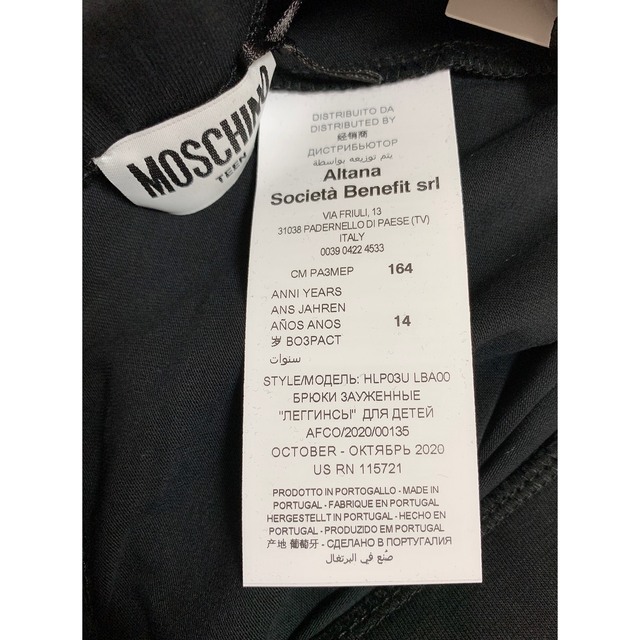 MOSCHINO
TEEN
DISTRIBUITO DA
DISTRIBUTED BY
经销商
ДИСТРИБЬЮТОР
يتم توزيعه بواسطة
Altana
Società Benefit srl
VIA FRIULI, 13
31038 PADERNELLO DI PAESE (TV)
ITALY
0039 0422 4533
CM РАЗМЕР 164
ANNI YEARS
ANS JAHREN
AÑOS ANOS 14
岁 ВОЗРАСТ
سنوات
STYLE/МОДЕЛЬ: HLP03U LBA00
БРЮКИ ЗАУЖЕННЫЕ
"ЛЕГГИНСЫ" ДЛЯ ДЕТЕЙ
AFCO/2020/00135
OCTOBER - ОКТЯБРЬ 2020
US RN 115721
PRODOTTO IN PORTOGALLO - MADE IN
PORTUGAL - FABRIQUE EN PORTUGAL
HERGESTELLT IN PORTUGAL - HECHO EN
PORTUGAL - PRODUZIDO EM PORTUGAL
产地 葡萄牙 - СДЕЛАНО В ПОРТУГАЛИЯ
صُنع في البرتغال